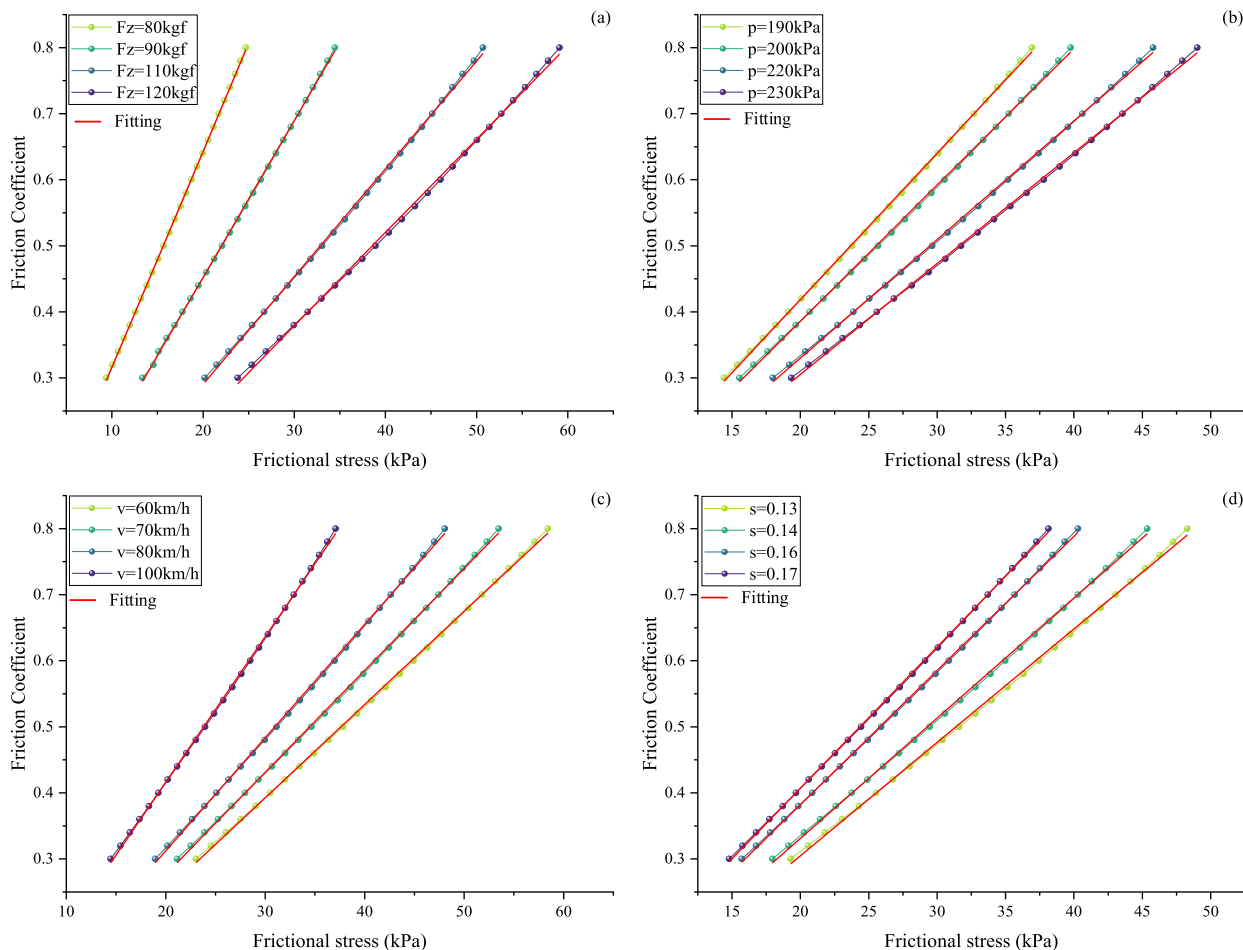 (a)
Fz=80kgf
Fz=90kgf
Fz=110kgf
Fz=120kgf
Fitting
0.8
0.7
0.6
0.5
0.4
0.3
Friction Coefficient
10 20 30 40 50 60
Frictional stress (kPa)
(b)
p=190kPa
p=200kPa
p=220kPa
p=230kPa
Fitting
0.8
0.7
0.6
0.5
0.4
0.3
Friction Coefficient
15 20 25 30 35 40 45 50
Frictional stress (kPa)
(c)
v=60km/h
v=70km/h
v=80km/h
v=100km/h
Fitting
0.8
0.7
0.6
0.5
0.4
0.3
Friction Coefficient
10 20 30 40 50 60
Frictional stress (kPa)
(d)
s=0.13
s=0.14
s=0.16
s=0.17
Fitting
0.8
0.7
0.6
0.5
0.4
0.3
Friction Coefficient
15 20 25 30 35 40 45 50
Frictional stress (kPa)